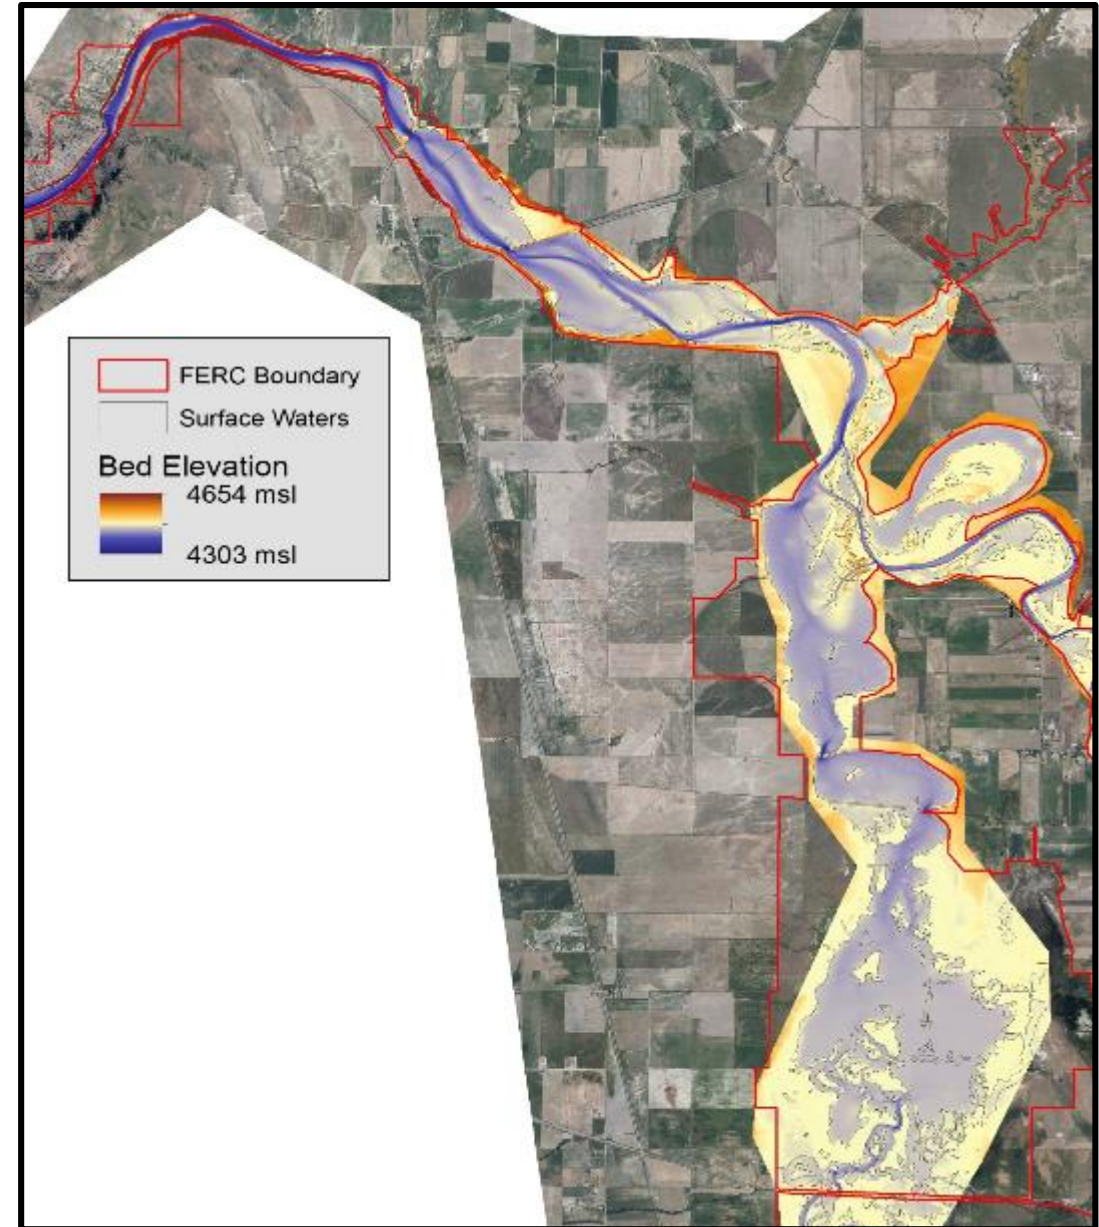 FERC Boundary
Surface Waters
Bed Elevation
4654 msl
4303 msl